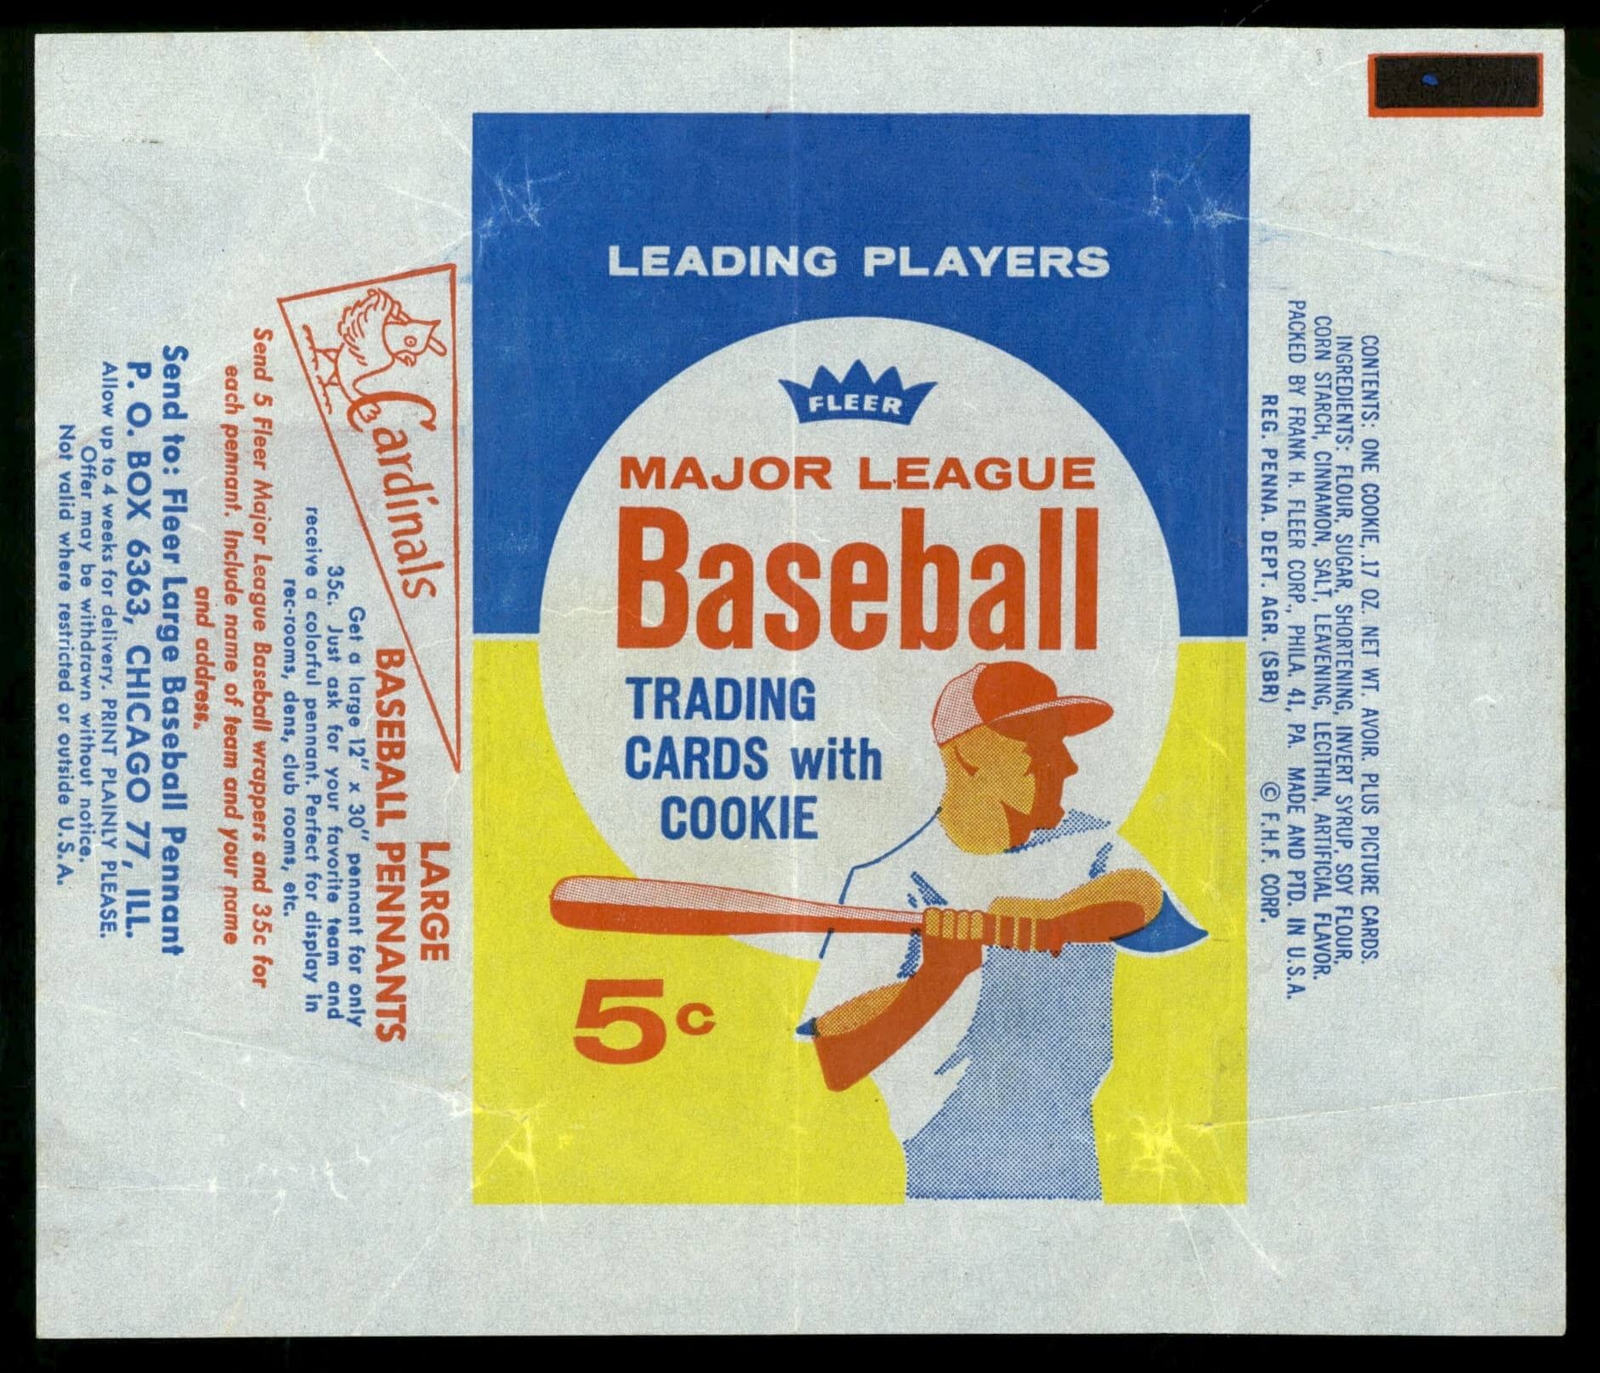 LEADING PLAYERS
FLEER
MAJOR LEAGUE
Baseball
TRADING
CARDS with
COOKIE
5c
Cardinals
LARGE
BASEBALL PENNANTS
Get a large 12" x 30" pennant for only
35c. Just ask for your favorite team and
receive a colorful pennant. Perfect for display in
rec-rooms, dens, club rooms, etc.
Send 5 Fleer Major League Baseball wrappers and 35c for
each pennant. Include name of team and your name
and address.
Send to: Fleer Large Baseball Pennant
P. O. BOX 6363, CHICAGO 77, ILL.
Allow up to 4 weeks for delivery. PRINT PLAINLY PLEASE.
Offer may be withdrawn without notice.
Not valid where restricted or outside U. S. A.
CONTENTS: ONE COOKIE, .17 OZ. NET WT. AVOIR. PLUS PICTURE CARDS.
INGREDIENTS: FLOUR, SUGAR, SHORTENING, INVERT SYRUP, SOY FLOUR,
CORN STARCH, CINNAMON, SALT, LEAVENING, LECITHIN, ARTIFICIAL FLAVOR.
PACKED BY FRANK H. FLEER CORP., PHILA. 41, PA. MADE AND PTD. IN U.S.A.
REG. PENNA. DEPT. AGR. (SBR) © F.H.F. CORP.